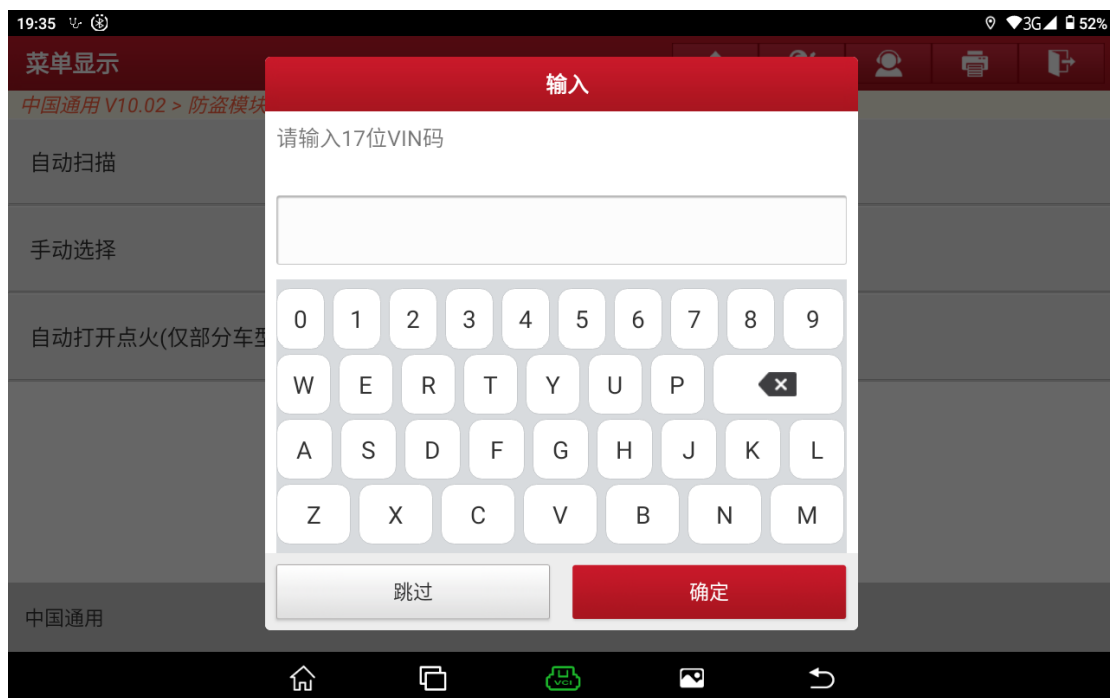 19:35
3G 52%
菜单显示
输入
中国通用 V10.02 > 防盗模块
请输入17位VIN码
自动扫描
手动选择
自动打开点火(仅部分车型
0 1 2 3 4 5 6 7 8 9
W E R T Y U P
A S D F G H J K L
Z X C V B N M
跳过 确定
中国通用
VCI